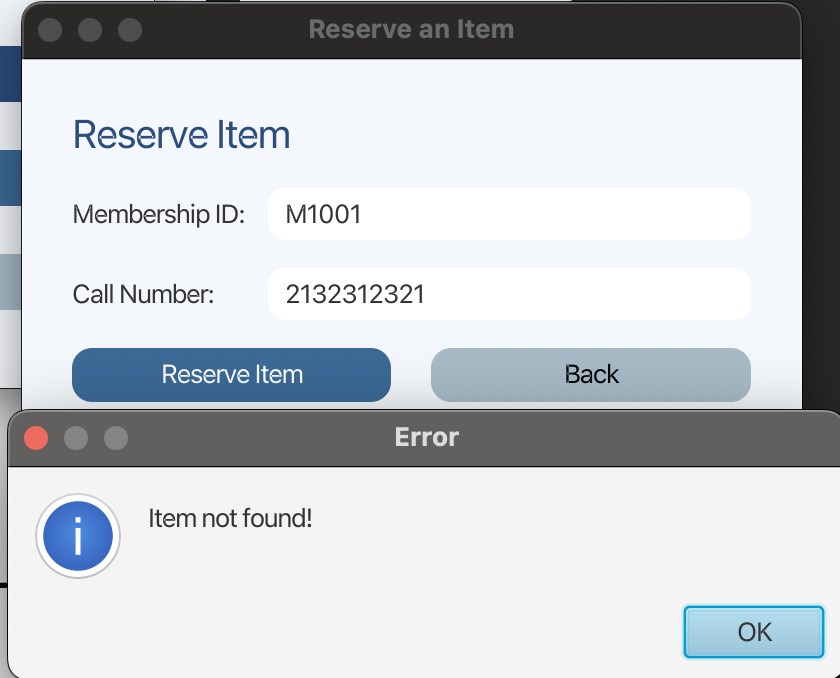 Reserve an Item
Reserve Item
Membership ID: M1001
Call Number: 2132312321
Reserve Item Back
Error
i
Item not found!
OK